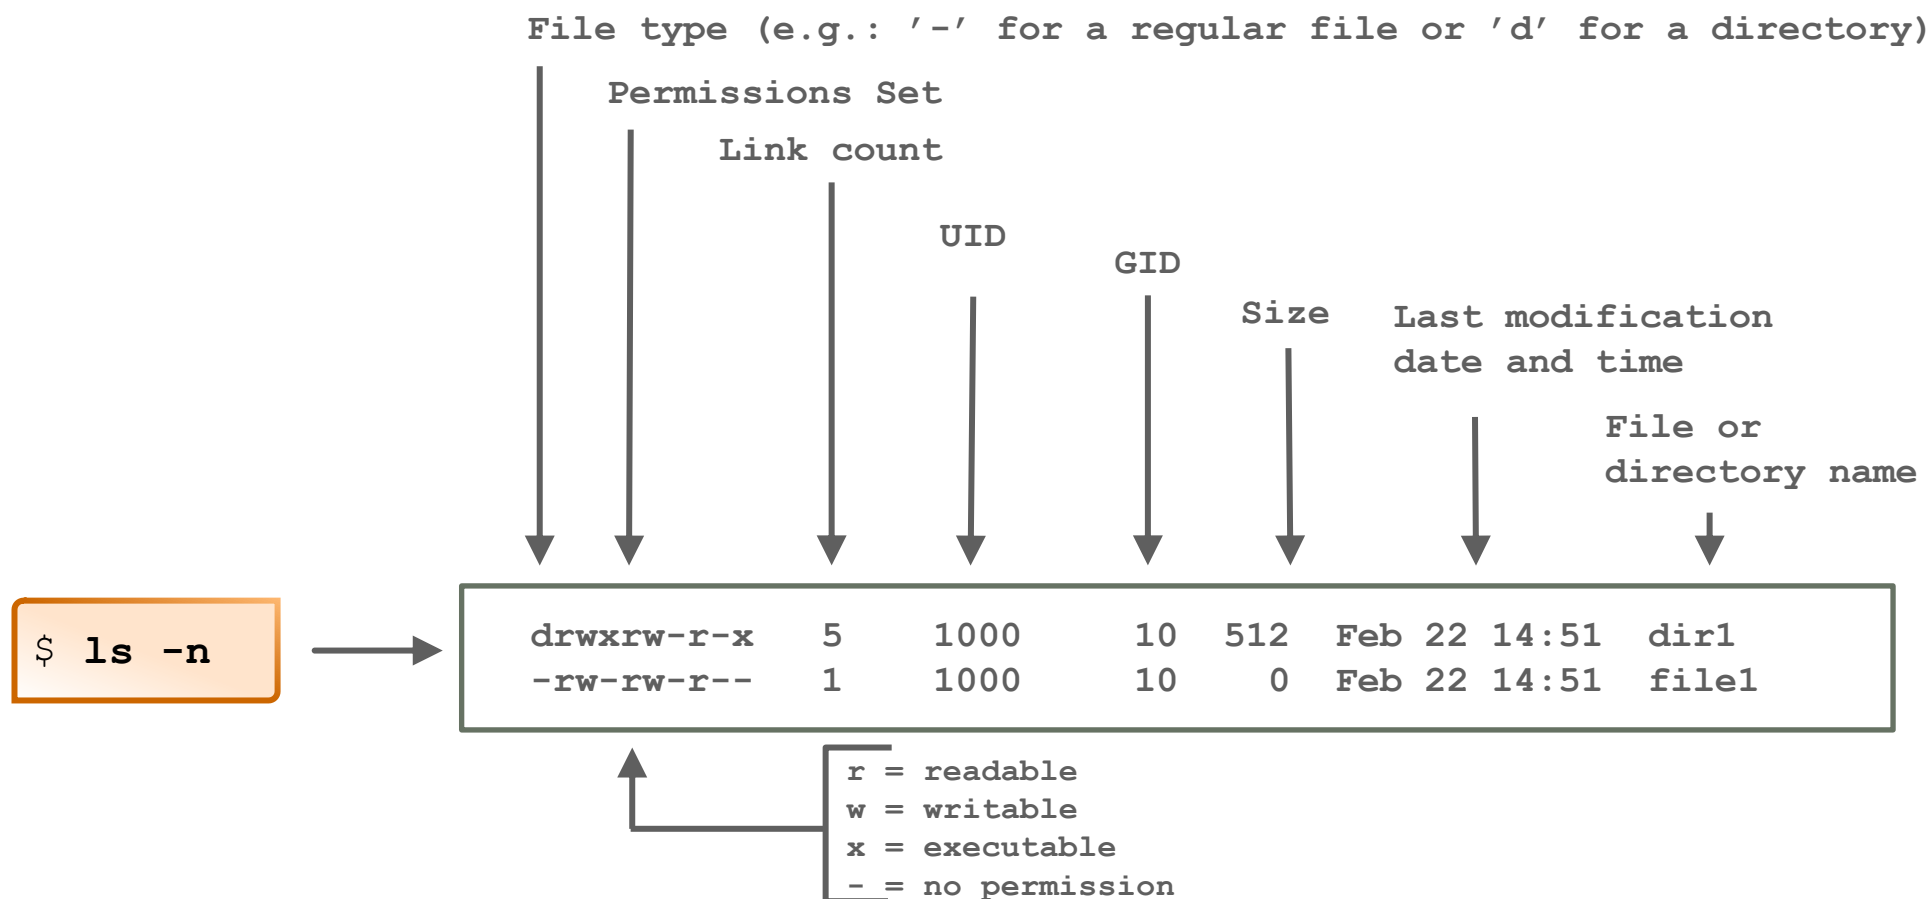 File type (e.g.: ’-’ for a regular file or ’d’ for a directory)
Permissions Set
Link count
UID
GID
Size
Last modification
date and time
File or
directory name
$ ls -n
drwxrw-r-x 5 1000 10 512 Feb 22 14:51 dir1
-rw-rw-r-- 1 1000 10 0 Feb 22 14:51 file1
r = readable
w = writable
x = executable
- = no permission